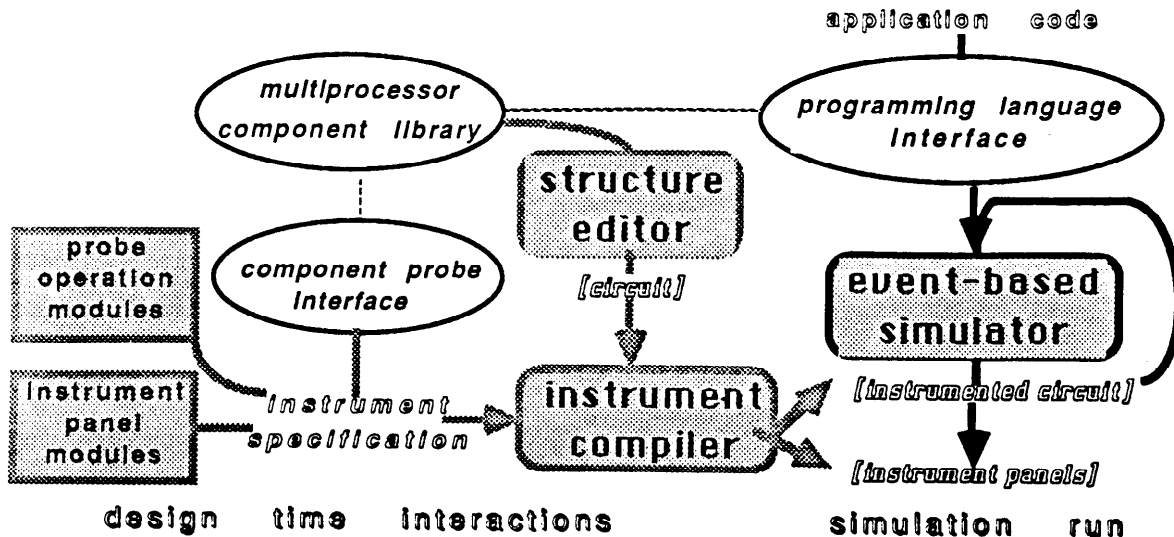 application code
multiprocessor
component library
programming language
Interface
structure
editor
probe
operation
modules
component probe
Interface
[circuit]
event-based
simulator
Instrument
panel
modules
instrument
specification
instrument
compiler
[instrumented circuit]
[instrument panels]
design time interactions
simulation run